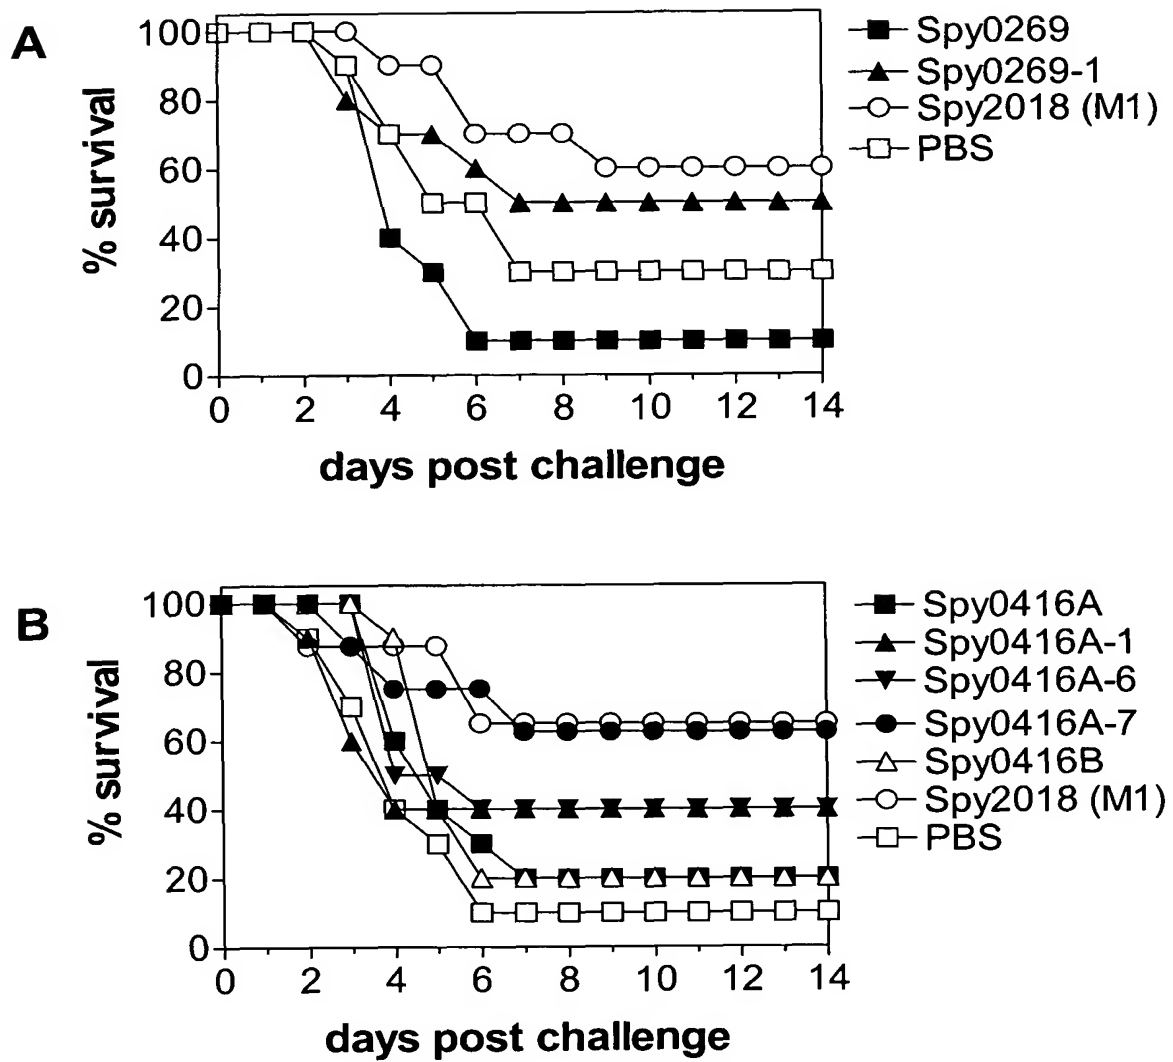 A
% survival
100
80
60
40
20
0
0 2 4 6 8 10 12 14
days post challenge
Spy0269
Spy0269-1
Spy2018 (M1)
PBS
B
% survival
100
80
60
40
20
0
0 2 4 6 8 10 12 14
days post challenge
Spy0416A
Spy0416A-1
Spy0416A-6
Spy0416A-7
Spy0416B
Spy2018 (M1)
PBS